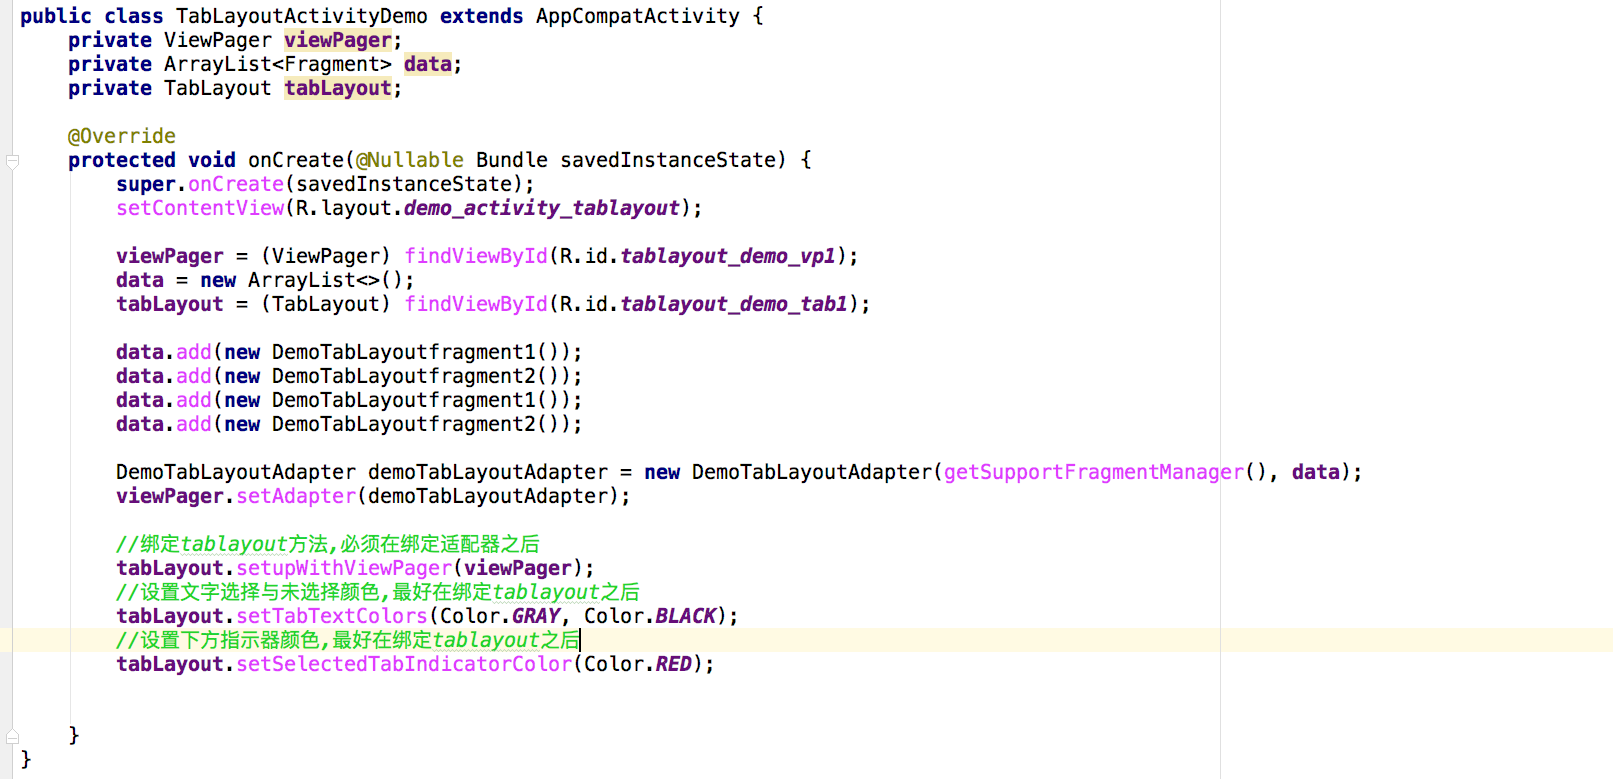 public class TabLayoutActivityDemo extends AppCompatActivity {
    private ViewPager viewPager;
    private ArrayList<Fragment> data;
    private TabLayout tabLayout;

    @Override
    protected void onCreate(@Nullable Bundle savedInstanceState) {
        super.onCreate(savedInstanceState);
        setContentView(R.layout.demo_activity_tablayout);

        viewPager = (ViewPager) findViewById(R.id.tablayout_demo_vp1);
        data = new ArrayList<>();
        tabLayout = (TabLayout) findViewById(R.id.tablayout_demo_tab1);

        data.add(new DemoTabLayoutfragment1());
        data.add(new DemoTabLayoutfragment2());
        data.add(new DemoTabLayoutfragment1());
        data.add(new DemoTabLayoutfragment2());

        DemoTabLayoutAdapter demoTabLayoutAdapter = new DemoTabLayoutAdapter(getSupportFragmentManager(), data);
        viewPager.setAdapter(demoTabLayoutAdapter);

        //绑定tablayout方法,必须在绑定适配器之后
        tabLayout.setupWithViewPager(viewPager);
        //设置文字选择与未选择颜色,最好在绑定tablayout之后
        tabLayout.setTabTextColors(Color.GRAY, Color.BLACK);
        //设置下方指示器颜色,最好在绑定tablayout之后
        tabLayout.setSelectedTabIndicatorColor(Color.RED);


    }
}